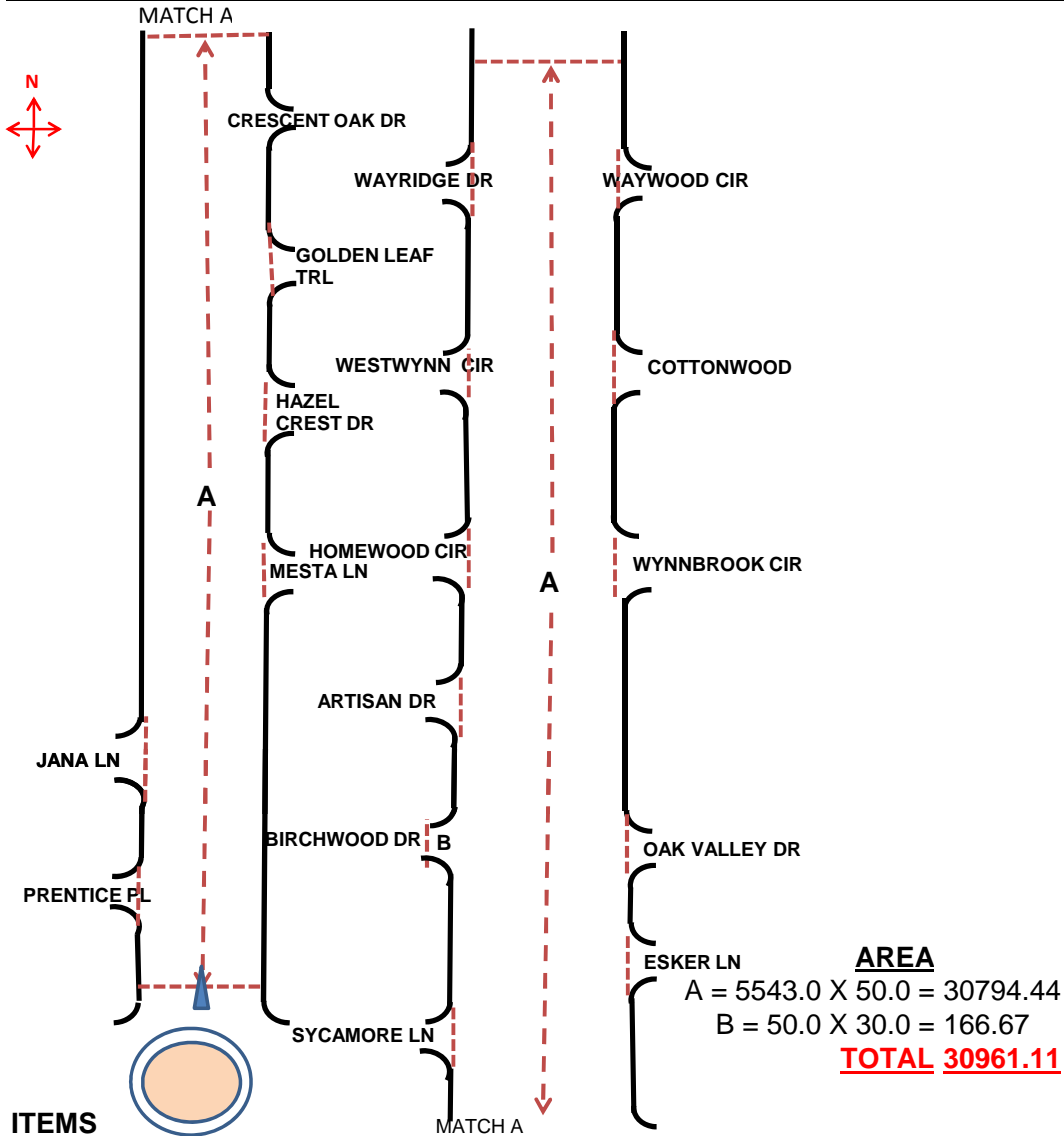 MATCH A
N
CRESCENT OAK DR
WAYRIDGE DR
WAYWOOD CIR
GOLDEN LEAF
TRL
WESTWYNN CIR
COTTONWOOD
HAZEL
CREST DR
A
HOMEWOOD CIR
MESTA LN
WYNNBROOK CIR
A
ARTISAN DR
JANA LN
BIRCHWOOD DR
B
OAK VALLEY DR
PRENTICE PL
ESKER LN
AREA
A = 5543.0 X 50.0 = 30794.44
B = 50.0 X 30.0 = 166.67
TOTAL 30961.11
SYCAMORE LN
ITEMS
MATCH A